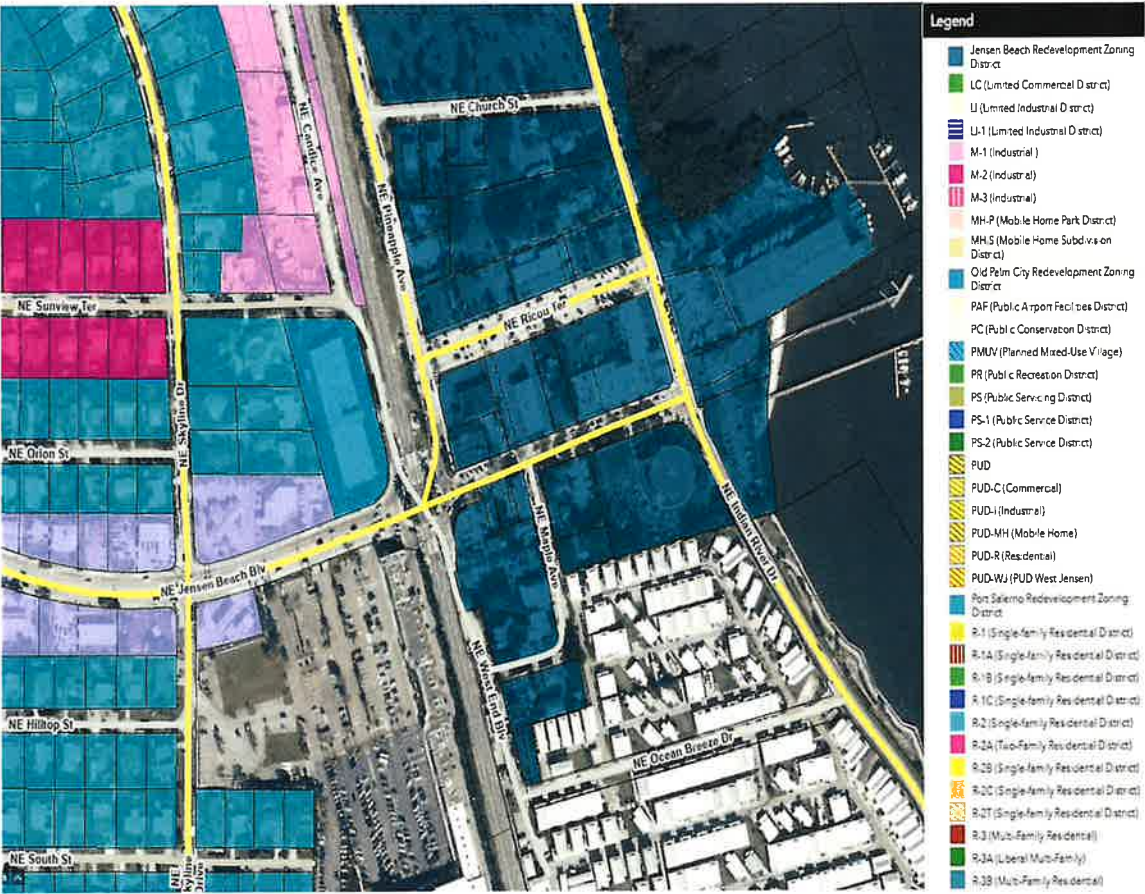 NE Church St
NE Candice Ave
NE Pineapple Ave
NE Sunview Ter
NE Ricou Ter
NE Skyline Dr
NE Orion St
NE Indian River Dr
NE Maple Ave
NE Jensen Beach Blv
NE West End Blv
NE Hilltop St
NE Ocean Breeze Dr
NE South St
NE
Legend
Jensen Beach Redevelopment Zoning
District
LC (Limited Commercial District)
LI (Limited Industrial District)
LI-1 (Limited Industrial District)
M-1 (Industrial )
M-2 (Industrial)
M-3 (Industrial)
MH-P (Mobile Home Park District)
MH-S (Mobile Home Subdivision
District)
Old Palm City Redevelopment Zoning
District
PAF (Public Airport Facilities District)
PC (Public Conservation District)
PMUV (Planned Mixed-Use Village)
PR (Public Recreation District)
PS (Public Servicing District)
PS-1 (Public Service District)
PS-2 (Public Service District)
PUD
PUD-C (Commercial)
PUD-I (Industrial)
PUD-MH (Mobile Home)
PUD-R (Residential)
PUD-WJ (PUD West Jensen)
Port Salerno Redevelopment Zoning
District
R-1 (Single-family Residential District)
R-1A (Single-family Residential District)
R-1B (Single-family Residential District)
R-1C (Single-family Residential District)
R-2 (Single-family Residential District)
R-2A (Two-Family Residential District)
R-2B (Single-family Residential District)
R-2C (Single-family Residential District)
R-2T (Single-family Residential District)
R-3 (Multi-Family Residential)
R-3A (Liberal Multi-Family)
R-3B (Multi-Family Residential)